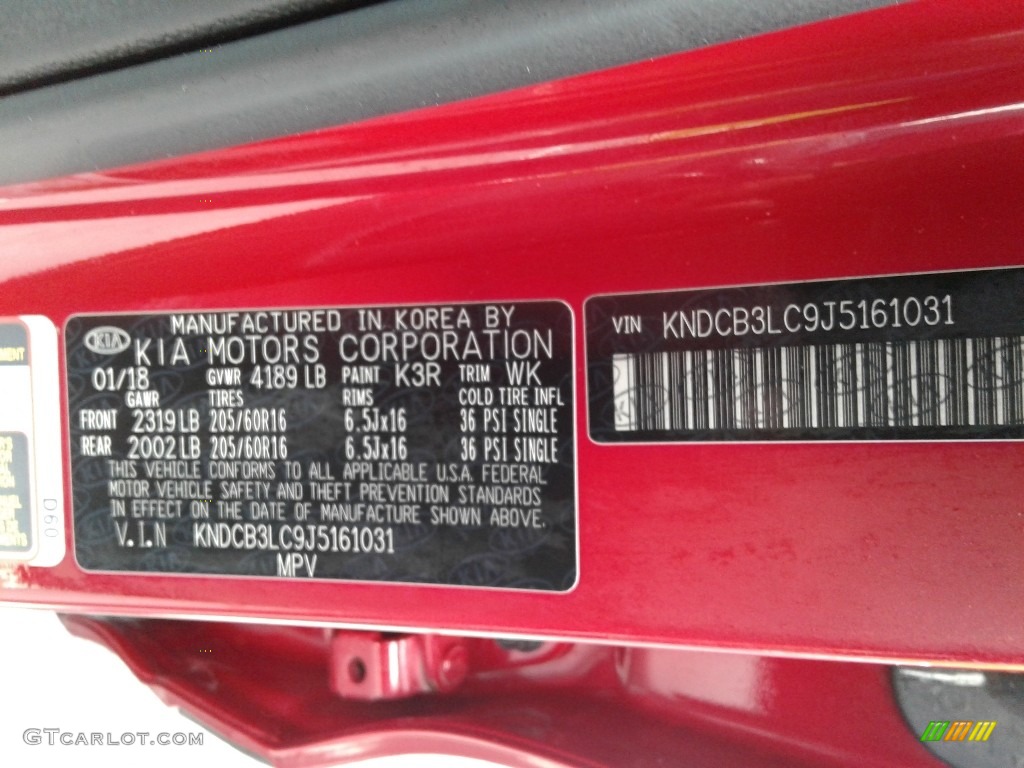 KIA
MANUFACTURED IN KOREA BY
KIA MOTORS CORPORATION
01/18 GVWR 4189 LB PAINT K3R TRIM WK
GAWR TIRES RIMS COLD TIRE INFL
FRONT 2319 LB 205/60R16 6.5Jx16 36 PSI SINGLE
REAR 2002 LB 205/60R16 6.5Jx16 36 PSI SINGLE
THIS VEHICLE CONFORMS TO ALL APPLICABLE U.S.A. FEDERAL
MOTOR VEHICLE SAFETY AND THEFT PREVENTION STANDARDS
IN EFFECT ON THE DATE OF MANUFACTURE SHOWN ABOVE.
V.I.N KNDCB3LC9J5161031
MPV
VIN KNDCB3LC9J5161031
GTCARLOT.COM